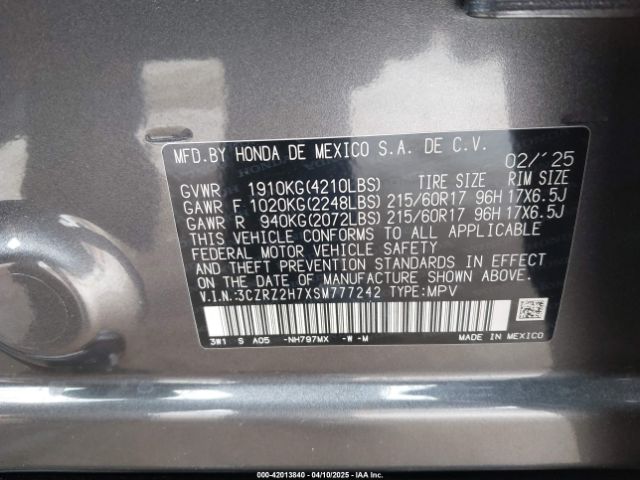 MFD.BY HONDA DE MEXICO S.A. DE C.V.
02/'25
GVWR 1910KG(4210LBS) TIRE SIZE RIM SIZE
GAWR F 1020KG(2248LBS) 215/60R17 96H 17X6.5J
GAWR R 940KG(2072LBS) 215/60R17 96H 17X6.5J
THIS VEHICLE CONFORMS TO ALL APPLICABLE
FEDERAL MOTOR VEHICLE SAFETY
AND THEFT PREVENTION STANDARDS IN EFFECT
ON THE DATE OF MANUFACTURE SHOWN ABOVE.
V.I.N.:3CZRZ2H7XSM777242 TYPE:MPV
3W1 S A05 -NH797MX -W -M
MADE IN MEXICO
000-42013840 - 04/10/2025 - IAAI.COM